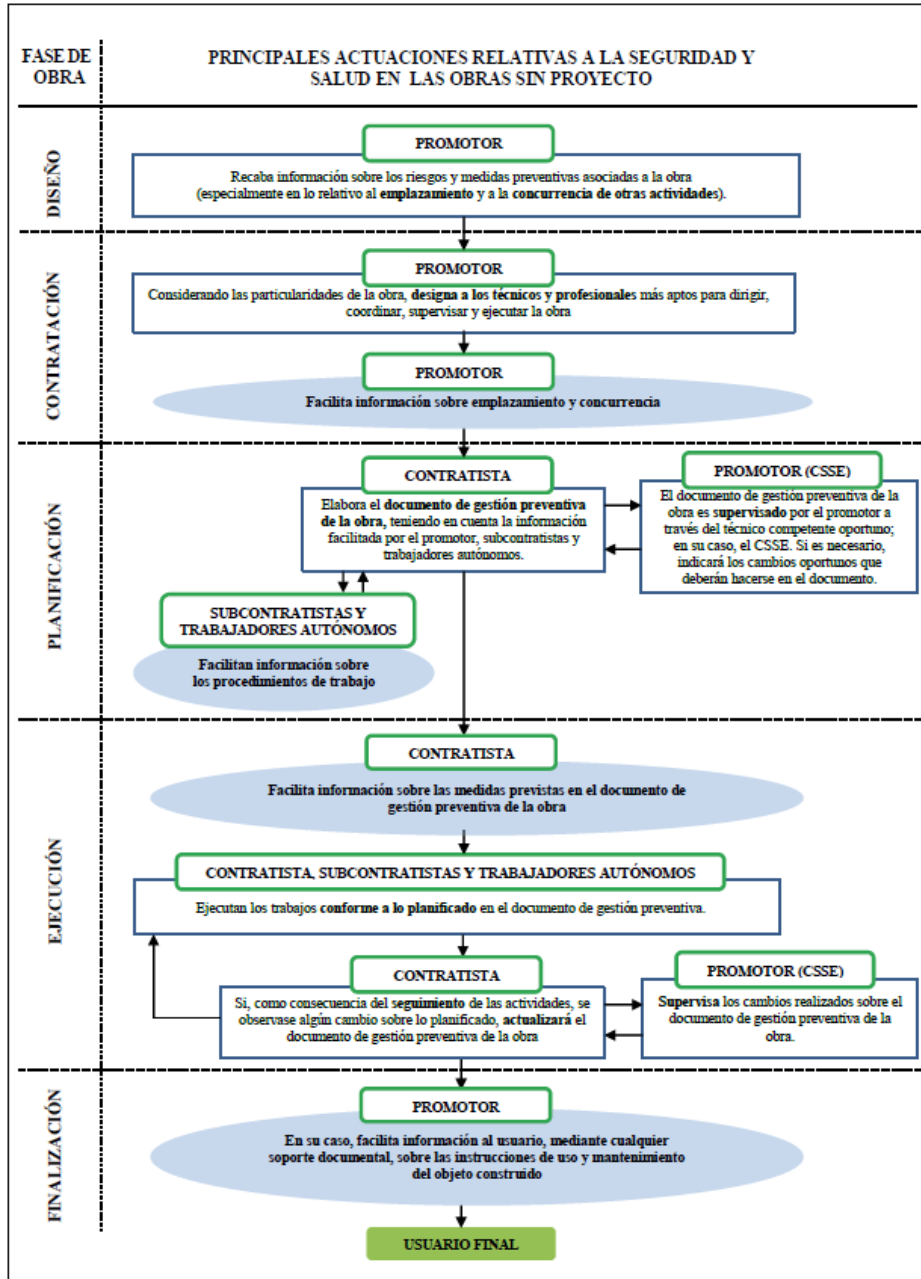 FASE DE
OBRA
PRINCIPALES ACTUACIONES RELATIVAS A LA SEGURIDAD Y
SALUD EN LAS OBRAS SIN PROYECTO
DISEÑO
PROMOTOR
Recaba información sobre los riesgos y medidas preventivas asociadas a la obra
(especialmente en lo relativo al emplazamiento y a la concurrencia de otras actividades).
CONTRATACIÓN
PROMOTOR
Considerando las particularidades de la obra, designa a los técnicos y profesionales más aptos para dirigir,
coordinar, supervisar y ejecutar la obra
PROMOTOR
Facilita información sobre emplazamiento y concurrencia
PLANIFICACIÓN
CONTRATISTA
Elabora el documento de gestión preventiva
de la obra, teniendo en cuenta la información
facilitada por el promotor, subcontratistas y
trabajadores autónomos.
PROMOTOR (CSSE)
El documento de gestión preventiva de la
obra es supervisado por el promotor a
través del técnico competente oportuno;
en su caso, el CSSE. Si es necesario,
indicará los cambios oportunos que
deberán hacerse en el documento.
SUBCONTRATISTAS Y
TRABAJADORES AUTÓNOMOS
Facilitan información sobre
los procedimientos de trabajo
EJECUCIÓN
CONTRATISTA
Facilita información sobre las medidas previstas en el documento de
gestión preventiva de la obra
CONTRATISTA, SUBCONTRATISTAS Y TRABAJADORES AUTÓNOMOS
Ejecutan los trabajos conforme a lo planificado en el documento de gestión preventiva.
CONTRATISTA
Si, como consecuencia del seguimiento de las actividades, se
observase algún cambio sobre lo planificado, actualizará el
documento de gestión preventiva de la obra
PROMOTOR (CSSE)
Supervisa los cambios realizados sobre el
documento de gestión preventiva de la
obra.
FINALIZACIÓN
PROMOTOR
En su caso, facilita información al usuario, mediante cualquier
soporte documental, sobre las instrucciones de uso y mantenimiento
del objeto construido
USUARIO FINAL